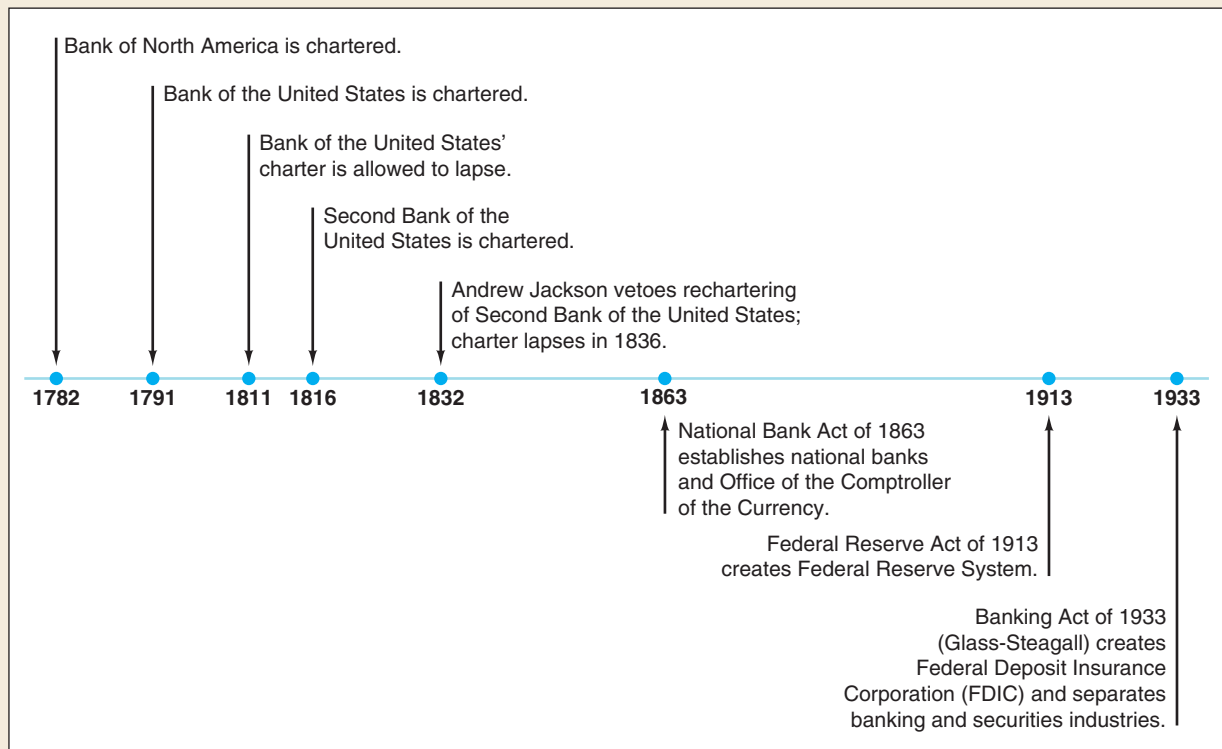 Bank of North America is chartered.
Bank of the United States is chartered.
Bank of the United States’
charter is allowed to lapse.
Second Bank of the
United States is chartered.
Andrew Jackson vetoes rechartering
of Second Bank of the United States;
charter lapses in 1836.
1782 1791 1811 1816 1832 1863 1913 1933
National Bank Act of 1863
establishes national banks
and Office of the Comptroller
of the Currency.
Federal Reserve Act of 1913
creates Federal Reserve System.
Banking Act of 1933
(Glass-Steagall) creates
Federal Deposit Insurance
Corporation (FDIC) and separates
banking and securities industries.